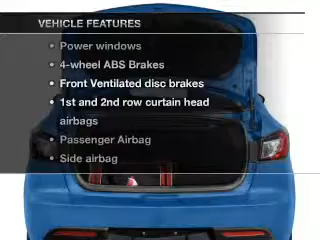 VEHICLE FEATURES
• Power windows
• 4-wheel ABS Brakes
• Front Ventilated disc brakes
• 1st and 2nd row curtain head
airbags
• Passenger Airbag
• Side airbag